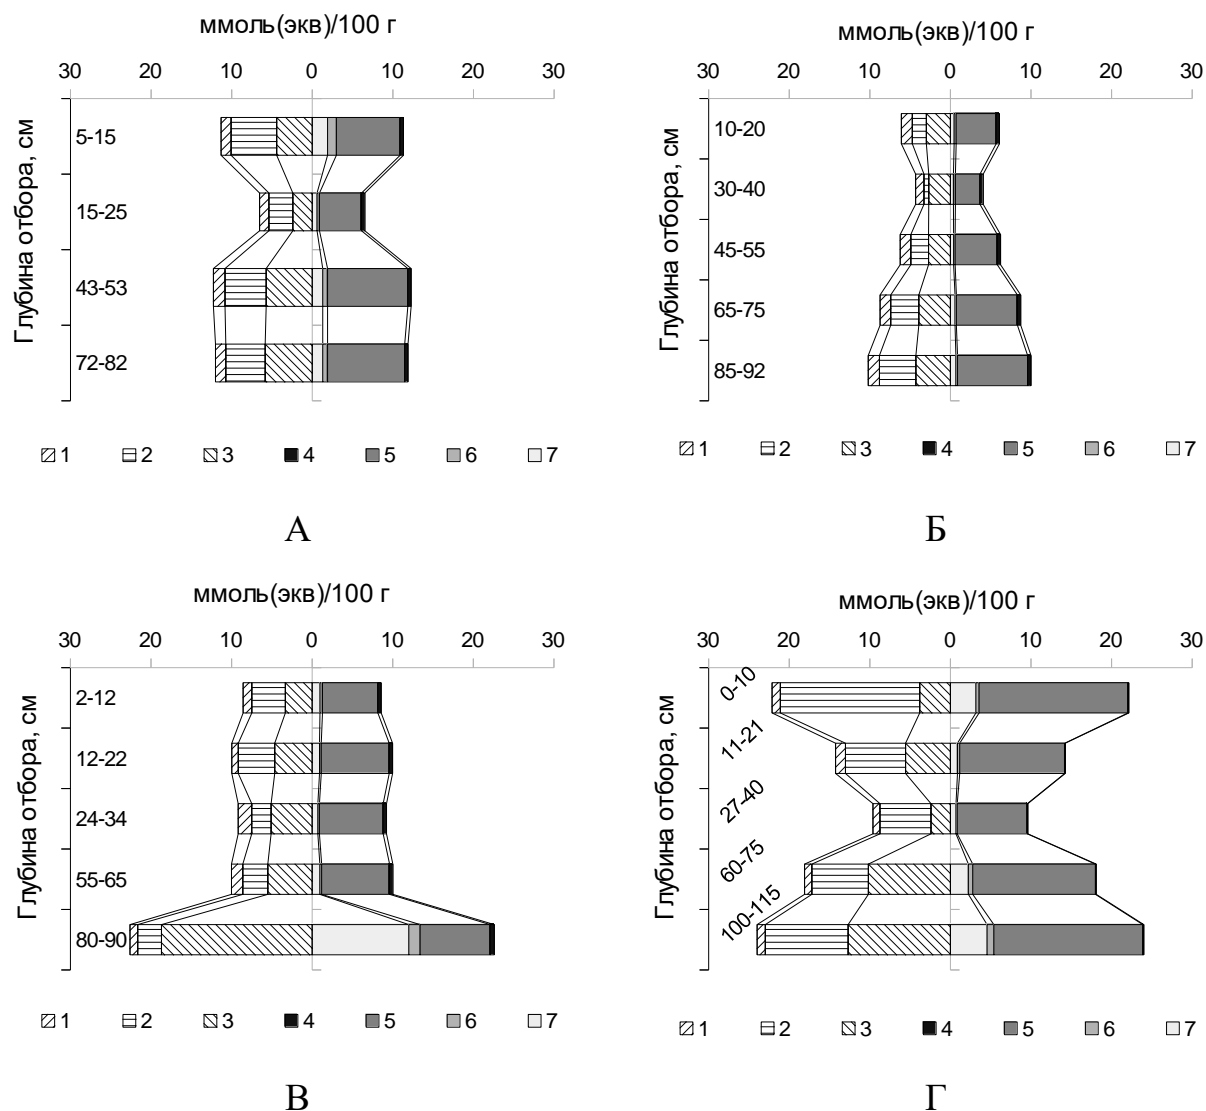 ммоль(экв)/100 г
30 20 10 0 10 20 30
Глубина отбора, см
5-15
15-25
43-53
72-82
1 2 3 4 5 6 7
А
ммоль(экв)/100 г
30 20 10 0 10 20 30
Глубина отбора, см
10-20
30-40
45-55
65-75
85-92
1 2 3 4 5 6 7
Б
ммоль(экв)/100 г
30 20 10 0 10 20 30
Глубина отбора, см
2-12
12-22
24-34
55-65
80-90
1 2 3 4 5 6 7
В
ммоль(экв)/100 г
30 20 10 0 10 20 30
Глубина отбора, см
0-10
11-21
27-40
60-75
100-115
1 2 3 4 5 6 7
Г